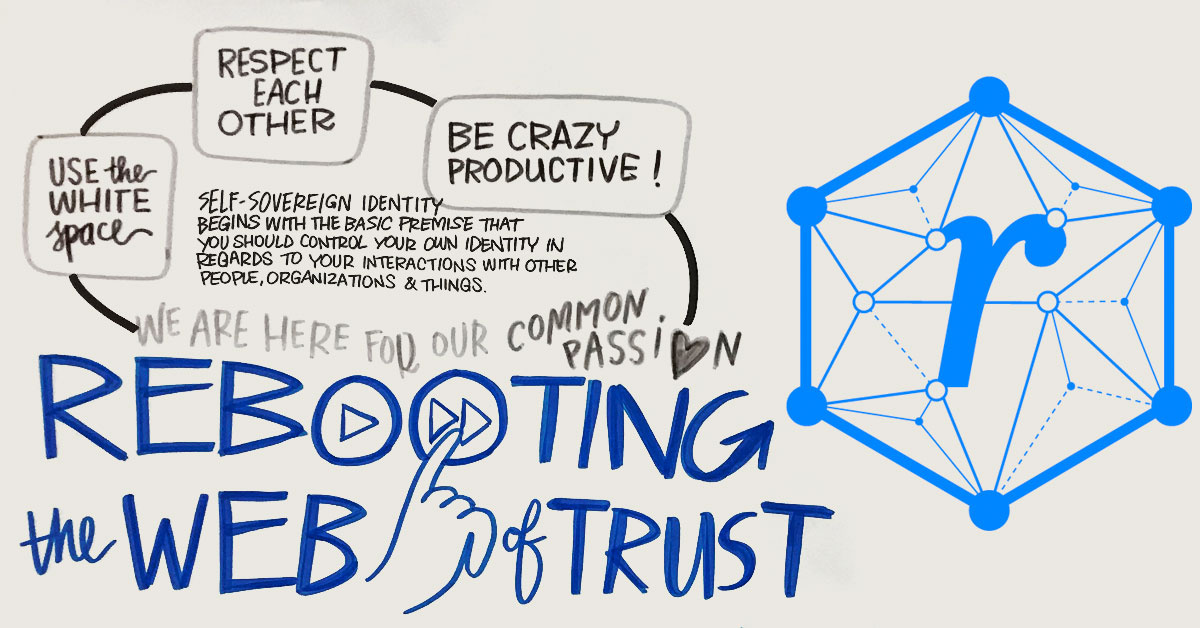 RESPECT
EACH
OTHER
BE CRAZY
PRODUCTIVE!
USE the
WHITE
space
SELF-SOVEREIGN IDENTITY
BEGINS WITH THE BASIC PREMISE THAT
YOU SHOULD CONTROL YOUR OWN IDENTITY IN
REGARDS TO YOUR INTERACTIONS WITH OTHER
PEOPLE, ORGANIZATIONS & THINGS.
WE ARE HERE FOR OUR COMMON
PASSION
REBOOTING
the WEB of TRUST
r